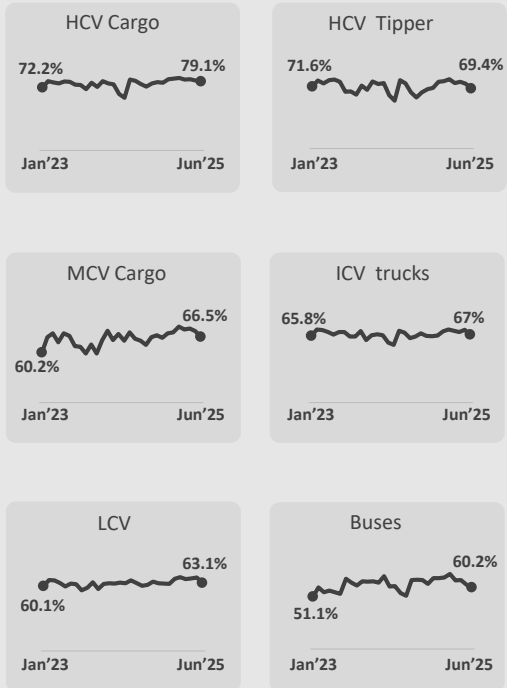 HCV Cargo
72.2%
79.1%
Jan’23
Jun’25
HCV Tipper
71.6%
69.4%
Jan’23
Jun’25
MCV Cargo
66.5%
60.2%
Jan’23
Jun’25
ICV trucks
65.8%
67%
Jan’23
Jun’25
LCV
63.1%
60.1%
Jan’23
Jun’25
Buses
60.2%
51.1%
Jan’23
Jun’25